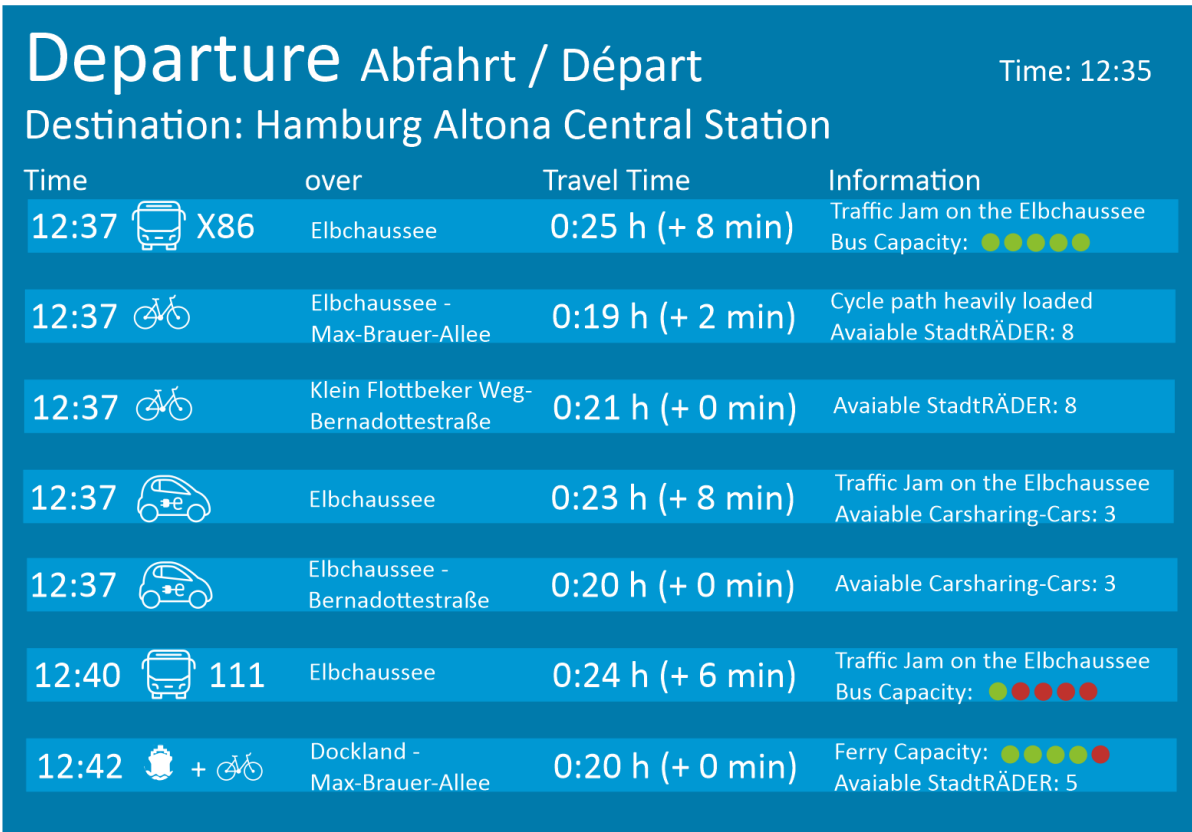 Departure Abfahrt / Départ
Time: 12:35
Destination: Hamburg Altona Central Station
Time over Travel Time Information
12:37 X86 Elbchaussee 0:25 h (+ 8 min) Traffic Jam on the Elbchaussee
Bus Capacity:
12:37 Elbchaussee - 0:19 h (+ 2 min) Cycle path heavily loaded
Max-Brauer-Allee Avaiable StadtRÄDER: 8
12:37 Klein Flottbeker Weg- 0:21 h (+ 0 min) Avaiable StadtRÄDER: 8
Bernadottestraße
12:37 e Elbchaussee 0:23 h (+ 8 min) Traffic Jam on the Elbchaussee
Avaiable Carsharing-Cars: 3
12:37 e Elbchaussee - 0:20 h (+ 0 min) Avaiable Carsharing-Cars: 3
Bernadottestraße
12:40 111 Elbchaussee 0:24 h (+ 6 min) Traffic Jam on the Elbchaussee
Bus Capacity:
12:42 + Dockland - 0:20 h (+ 0 min) Ferry Capacity:
Max-Brauer-Allee Avaiable StadtRÄDER: 5